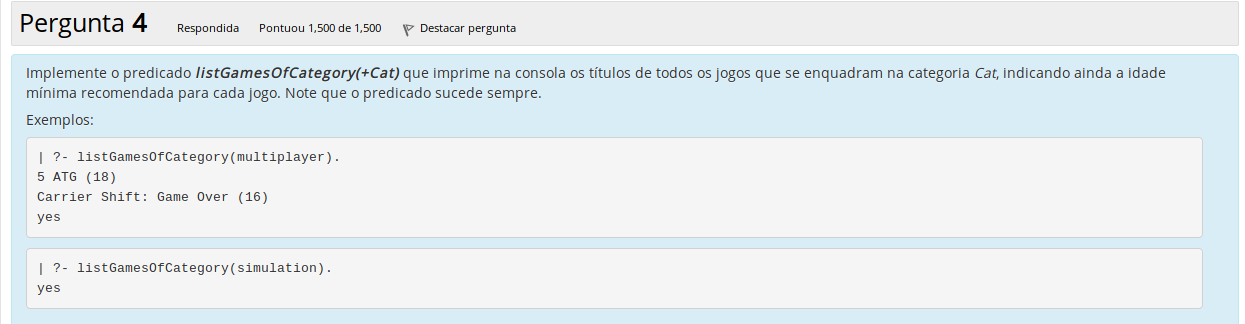 Pergunta 4 Respondida Pontuou 1,500 de 1,500 Destacar pergunta
Implemente o predicado listGamesOfCategory(+Cat) que imprime na consola os títulos de todos os jogos que se enquadram na categoria Cat, indicando ainda a idade
mínima recomendada para cada jogo. Note que o predicado sucede sempre.
Exemplos:
| ?- listGamesOfCategory(multiplayer).
5 ATG (18)
Carrier Shift: Game Over (16)
yes
| ?- listGamesOfCategory(simulation).
yes